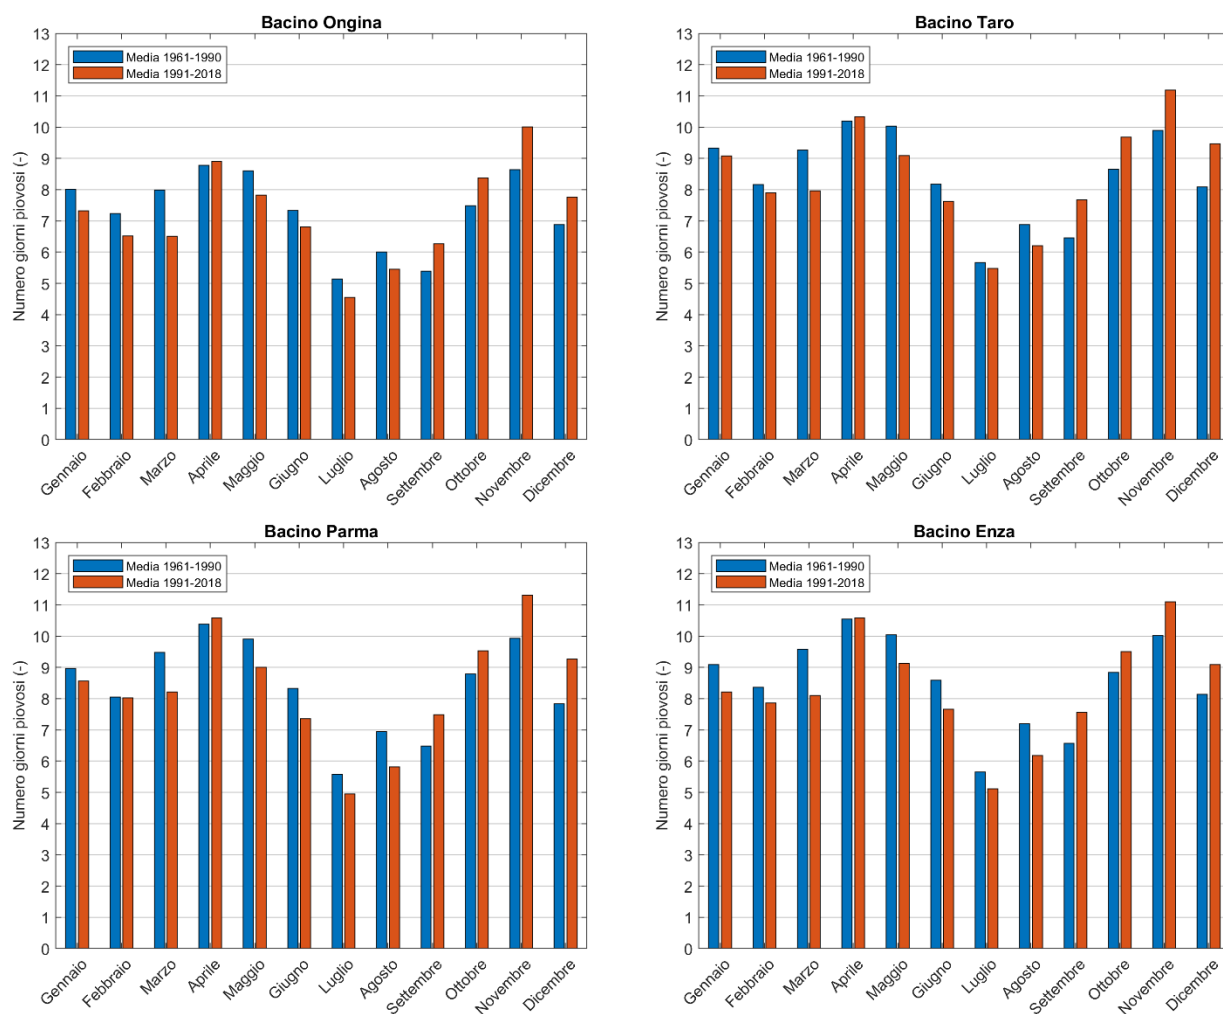 Bacino Ongina
Media 1961-1990
Media 1991-2018
Numero giorni piovosi (-)
13
12
11
10
9
8
7
6
5
4
3
2
1
0
Gennaio
Febbraio
Marzo
Aprile
Maggio
Giugno
Luglio
Agosto
Settembre
Ottobre
Novembre
Dicembre
Bacino Taro
Media 1961-1990
Media 1991-2018
Numero giorni piovosi (-)
13
12
11
10
9
8
7
6
5
4
3
2
1
0
Gennaio
Febbraio
Marzo
Aprile
Maggio
Giugno
Luglio
Agosto
Settembre
Ottobre
Novembre
Dicembre
Bacino Parma
Media 1961-1990
Media 1991-2018
Numero giorni piovosi (-)
13
12
11
10
9
8
7
6
5
4
3
2
1
0
Gennaio
Febbraio
Marzo
Aprile
Maggio
Giugno
Luglio
Agosto
Settembre
Ottobre
Novembre
Dicembre
Bacino Enza
Media 1961-1990
Media 1991-2018
Numero giorni piovosi (-)
13
12
11
10
9
8
7
6
5
4
3
2
1
0
Gennaio
Febbraio
Marzo
Aprile
Maggio
Giugno
Luglio
Agosto
Settembre
Ottobre
Novembre
Dicembre